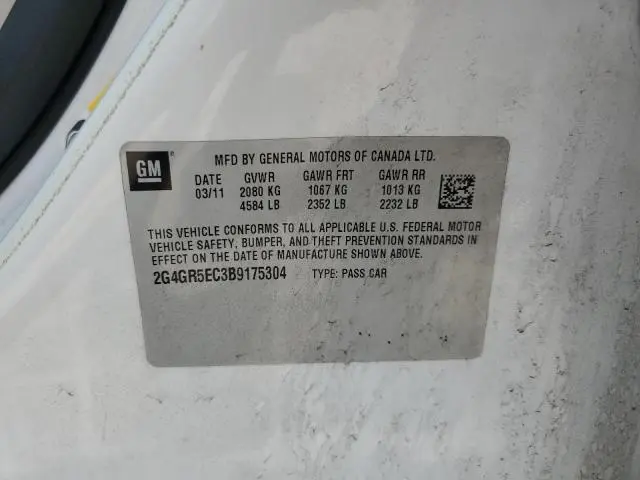 GM
MFD BY GENERAL MOTORS OF CANADA LTD.
DATE GVWR GAWR FRT GAWR RR
03/11 2080 KG 1067 KG 1013 KG
4584 LB 2352 LB 2232 LB
THIS VEHICLE CONFORMS TO ALL APPLICABLE U.S. FEDERAL MOTOR
VEHICLE SAFETY, BUMPER, AND THEFT PREVENTION STANDARDS IN
EFFECT ON THE DATE OF MANUFACTURE SHOWN ABOVE.
2G4GR5EC3B9175304 TYPE: PASS CAR